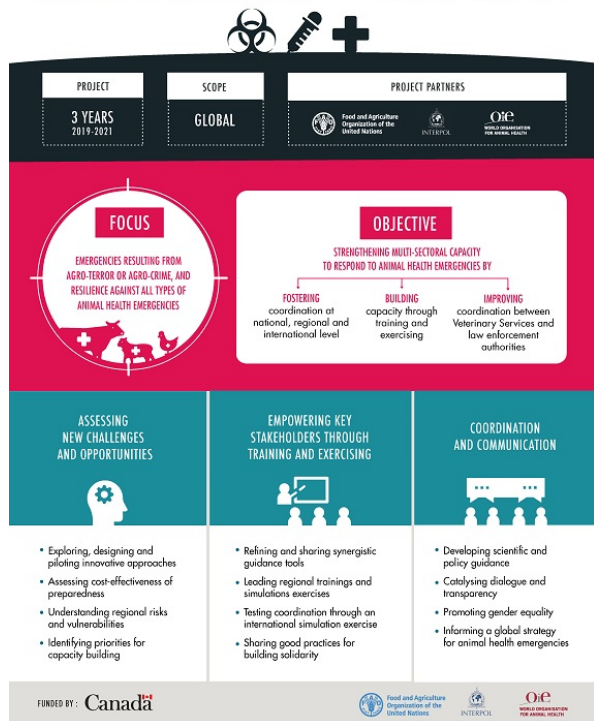 PROJECT
3 YEARS
2019-2021
SCOPE
GLOBAL
PROJECT PARTNERS
Food and Agriculture
Organization of the
United Nations
INTERPOL
OiE
WORLD ORGANISATION
FOR ANIMAL HEALTH
FOCUS
EMERGENCIES RESULTING FROM
AGRO-TERROR OR AGRO-CRIME, AND
RESILIENCE AGAINST ALL TYPES OF
ANIMAL HEALTH EMERGENCIES
OBJECTIVE
STRENGTHENING MULTI-SECTORAL CAPACITY
TO RESPOND TO ANIMAL HEALTH EMERGENCIES BY
FOSTERING
coordination at
national, regional and
international level
BUILDING
capacity through
training and
exercising
IMPROVING
coordination between
Veterinary Services and
law enforcement
authorities
ASSESSING
NEW CHALLENGES
AND OPPORTUNITIES
• Exploring, designing and
piloting innovative approaches
• Assessing cost-effectiveness of
preparedness
• Understanding regional risks
and vulnerabilities
• Identifying priorities for
capacity building
EMPOWERING KEY
STAKEHOLDERS THROUGH
TRAINING AND EXERCISING
• Refining and sharing synergistic
guidance tools
• Leading regional trainings and
simulations exercises
• Testing coordination through an
international simulation exercise
• Sharing good practices for
building solidarity
COORDINATION
AND COMMUNICATION
• Developing scientific and
policy guidance
• Catalysing dialogue and
transparency
• Promoting gender equality
• Informing a global strategy
for animal health emergencies
FUNDED BY : Canada
Food and Agriculture
Organization of the
United Nations
INTERPOL
OiE
WORLD ORGANISATION
FOR ANIMAL HEALTH